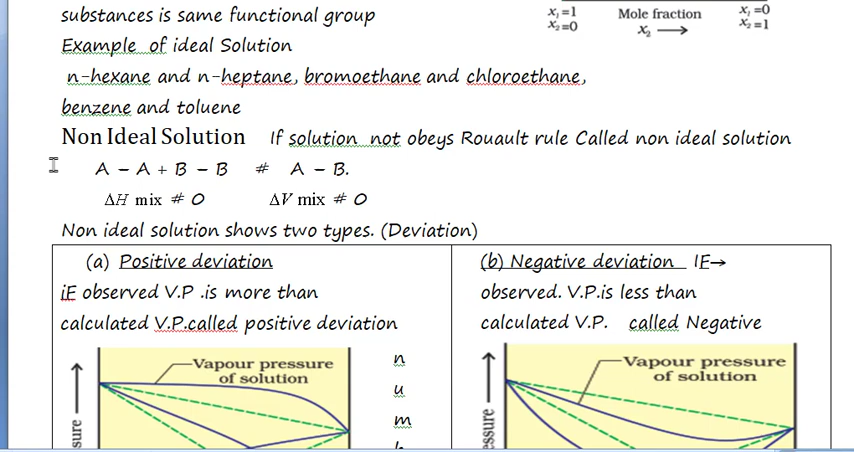 substances is same functional group
x₁=1
x₂=0
Mole fraction
x₂ ⟶
x₁=0
x₂=1
Example of ideal Solution
n-hexane and n-heptane, bromoethane and chloroethane,
benzene and toluene
Non Ideal Solution If solution not obeys Rouault rule Called non ideal solution
A – A + B – B # A – B.
ΔH mix # 0 ΔV mix # 0
Non ideal solution shows two types. (Deviation)
(a) Positive deviation
iF observed V.P .is more than
calculated V.P.called positive deviation
Vapour pressure
of solution
n
u
m
(b) Negative deviation IF→
observed. V.P.is less than
calculated V.P. called Negative
Vapour pressure
of solution